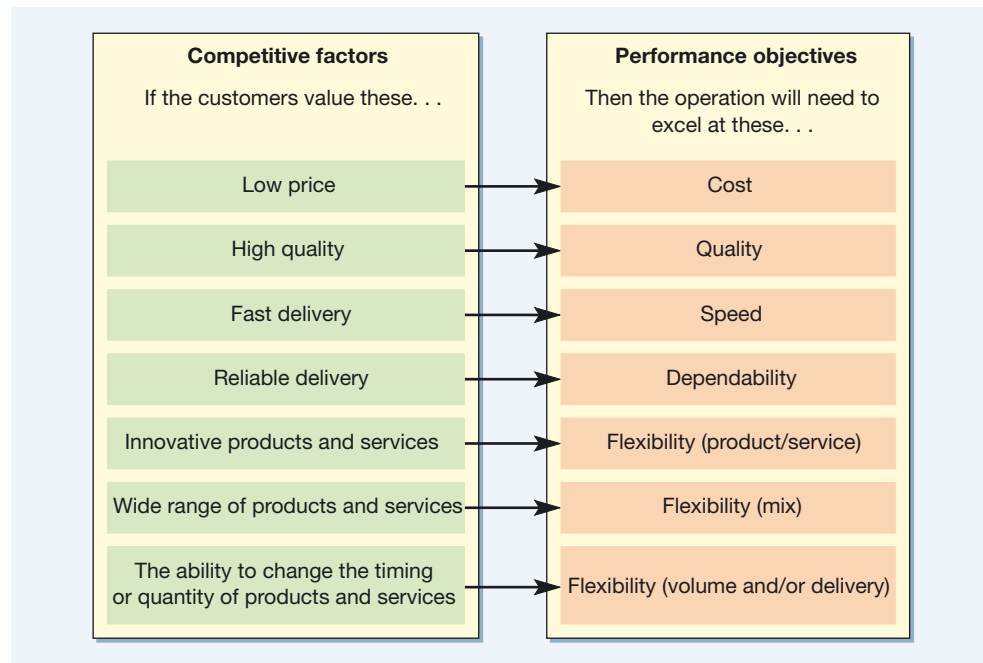 Competitive factors
If the customers value these. . .
Low price
High quality
Fast delivery
Reliable delivery
Innovative products and services
Wide range of products and services
The ability to change the timing
or quantity of products and services
Performance objectives
Then the operation will need to
excel at these. . .
Cost
Quality
Speed
Dependability
Flexibility (product/service)
Flexibility (mix)
Flexibility (volume and/or delivery)